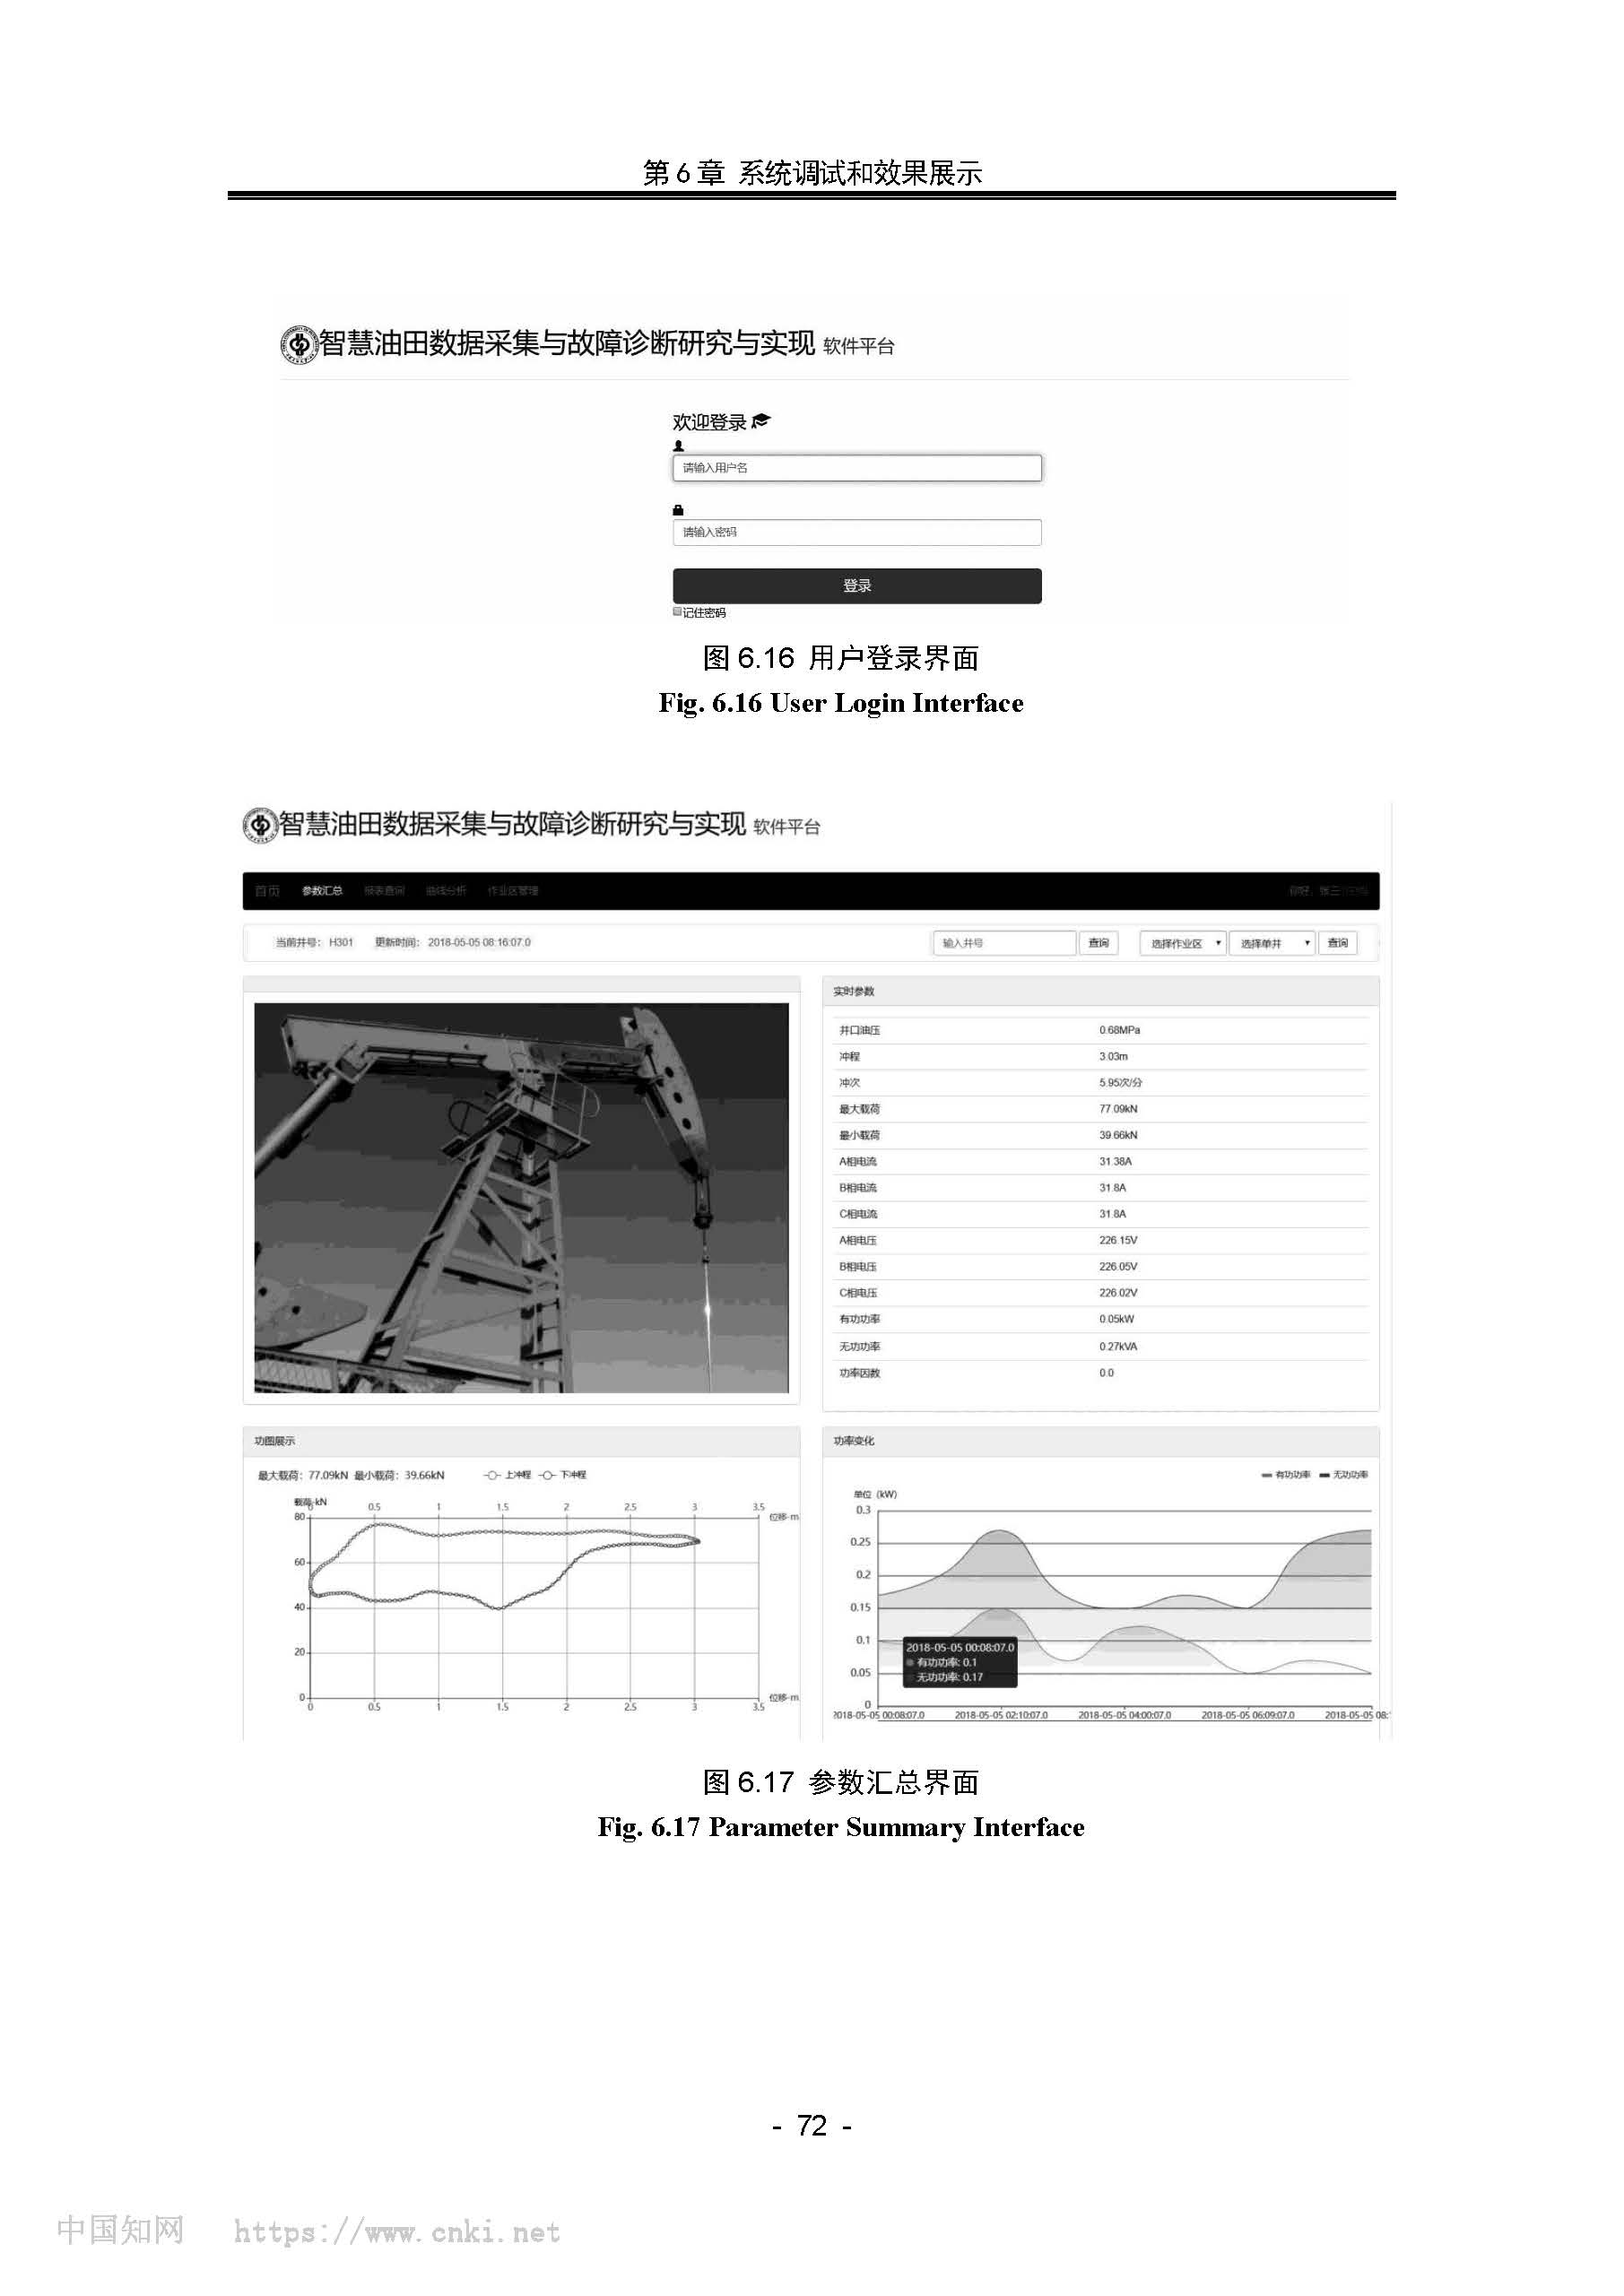 第 6 章 系统调试和效果展示
智慧油田数据采集与故障诊断研究与实现 软件平台
欢迎登录
请输入用户名
请输入密码
登录
记住密码
图 6.16 用户登录界面
Fig. 6.16 User Login Interface
智慧油田数据采集与故障诊断研究与实现 软件平台
首页 参数汇总 报表查询 曲线分析 作业区管理
当前井号： H301 更新时间： 2018-05-05 08:16:07.0 输入井号 查询 选择作业区 选择单井 查询
实时参数
井口油压 0.68MPa
冲程 3.03m
冲次 5.95次/分
最大载荷 77.09kN
最小载荷 39.66kN
A相电流 31.38A
B相电流 31.8A
C相电流 31.8A
A相电压 226.15V
B相电压 226.05V
C相电压 226.02V
有功功率 0.05kW
无功功率 0.27kVA
功率因数 0.0
功图展示
最大载荷：77.09kN 最小载荷：39.66kN 上冲程 下冲程
载荷-kN
0 0.5 1 1.5 2 2.5 3 3.5 位移-m
80
60
40
20
0
0 0.5 1 1.5 2 2.5 3 3.5 位移-m
功率变化
有功功率 无功功率
单位 (kW)
0.3
0.25
0.2
0.15
0.1
0.05
0
2018-05-05 00:08:07.0
有功功率: 0.1
无功功率: 0.17
2018-05-05 00:08:07.0 2018-05-05 02:10:07.0 2018-05-05 04:00:07.0 2018-05-05 06:09:07.0 2018-05-05 08:
图 6.17 参数汇总界面
Fig. 6.17 Parameter Summary Interface
- 72 -
中国知网 https://www.cnki.net